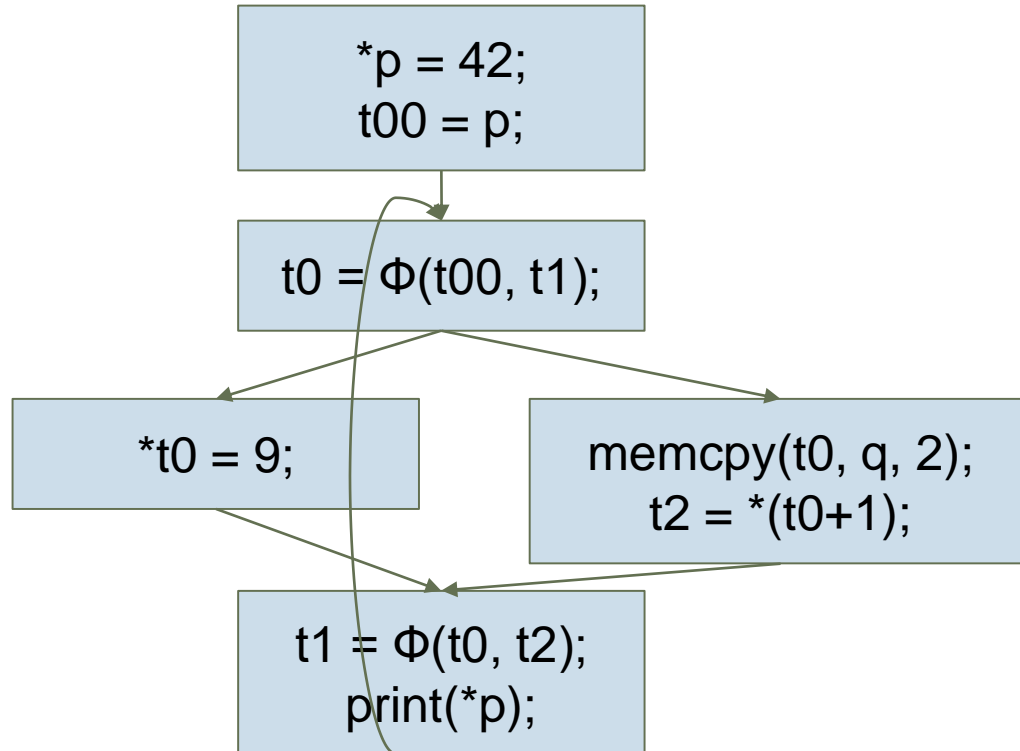 *p = 42;
t00 = p;
t0 = Φ(t00, t1);
*t0 = 9;
memcpy(t0, q, 2);
t2 = *(t0+1);
t1 = Φ(t0, t2);
print(*p);